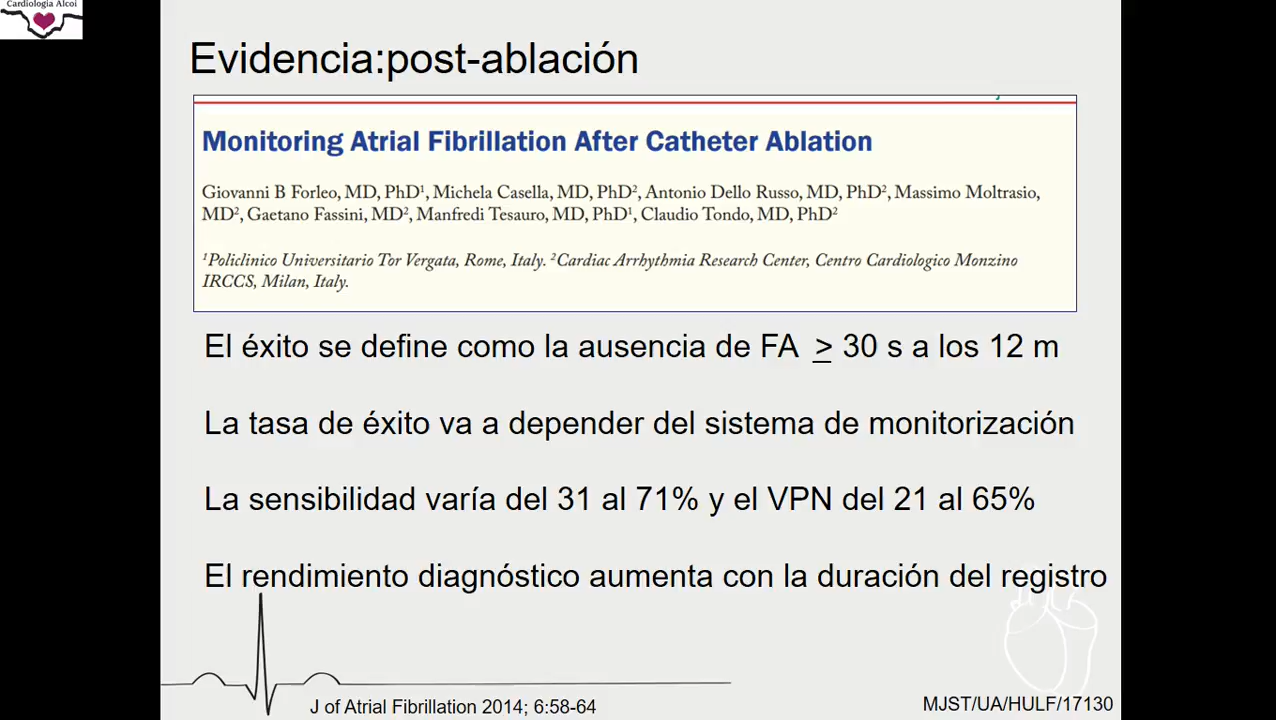 Cardiología Alcoi
Evidencia:post-ablación
Monitoring Atrial Fibrillation After Catheter Ablation
Giovanni B Forleo, MD, PhD¹, Michela Casella, MD, PhD², Antonio Dello Russo, MD, PhD², Massimo Moltrasio,
MD², Gaetano Fassini, MD², Manfredi Tesauro, MD, PhD¹, Claudio Tondo, MD, PhD²
¹Policlinico Universitario Tor Vergata, Rome, Italy. ²Cardiac Arrhythmia Research Center, Centro Cardiologico Monzino
IRCCS, Milan, Italy.
El éxito se define como la ausencia de FA ≥ 30 s a los 12 m
La tasa de éxito va a depender del sistema de monitorización
La sensibilidad varía del 31 al 71% y el VPN del 21 al 65%
El rendimiento diagnóstico aumenta con la duración del registro
J of Atrial Fibrillation 2014; 6:58-64
MJST/UA/HULF/17130